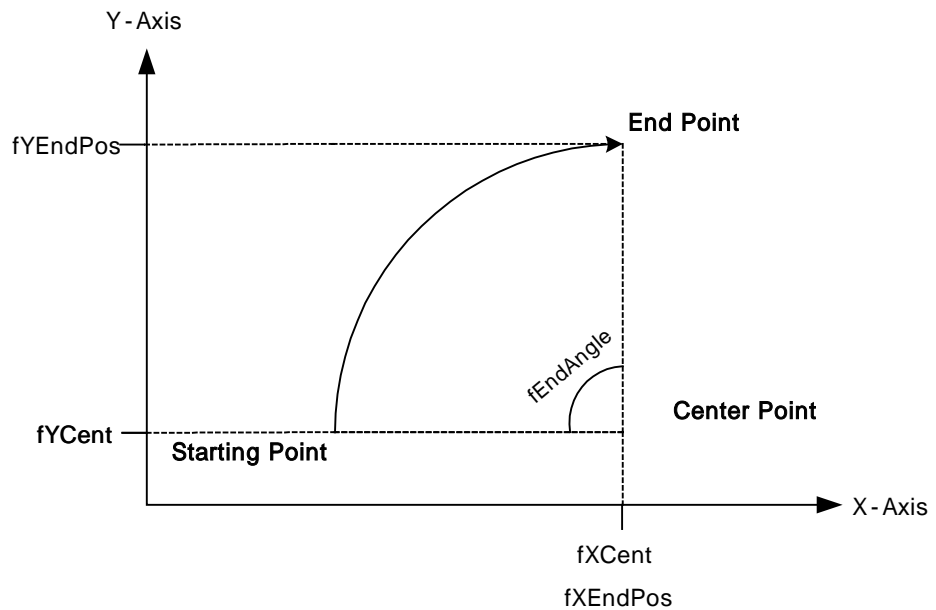 Y - Axis
End Point
fYEndPos
fEndAngle
Center Point
fYCent
Starting Point
X - Axis
fXCent
fXEndPos